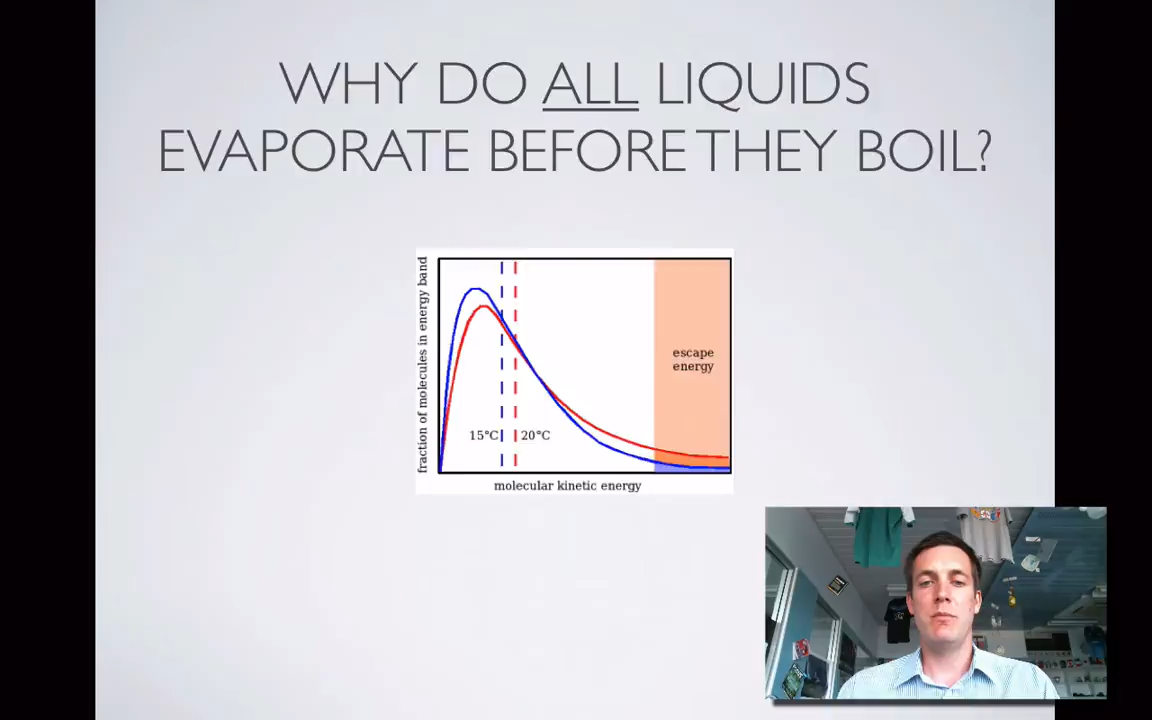 WHY DO ALL LIQUIDS
EVAPORATE BEFORE THEY BOIL?
fraction of molecules in energy band
escape
energy
15°C
20°C
molecular kinetic energy